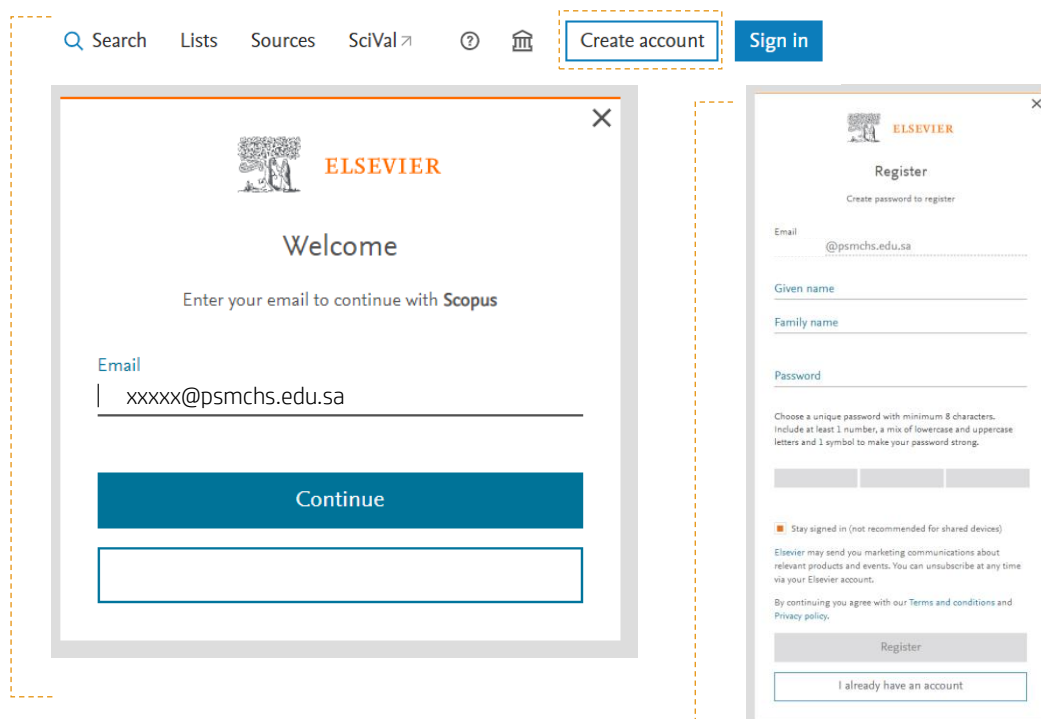 Search Lists Sources SciVal Create account Sign in
ELSEVIER
Welcome
Enter your email to continue with Scopus
Email
xxxxx@psmchs.edu.sa
Continue
ELSEVIER
Register
Create password to register
Email
@psmchs.edu.sa
Given name
Family name
Password
Choose a unique password with minimum 8 characters.
Include at least 1 number, a mix of lowercase and uppercase
letters and 1 symbol to make your password strong.
Stay signed in (not recommended for shared devices)
Elsevier may send you marketing communications about
relevant products and events. You can unsubscribe at any time
via your Elsevier account.
By continuing you agree with our Terms and conditions and
Privacy policy.
Register
I already have an account